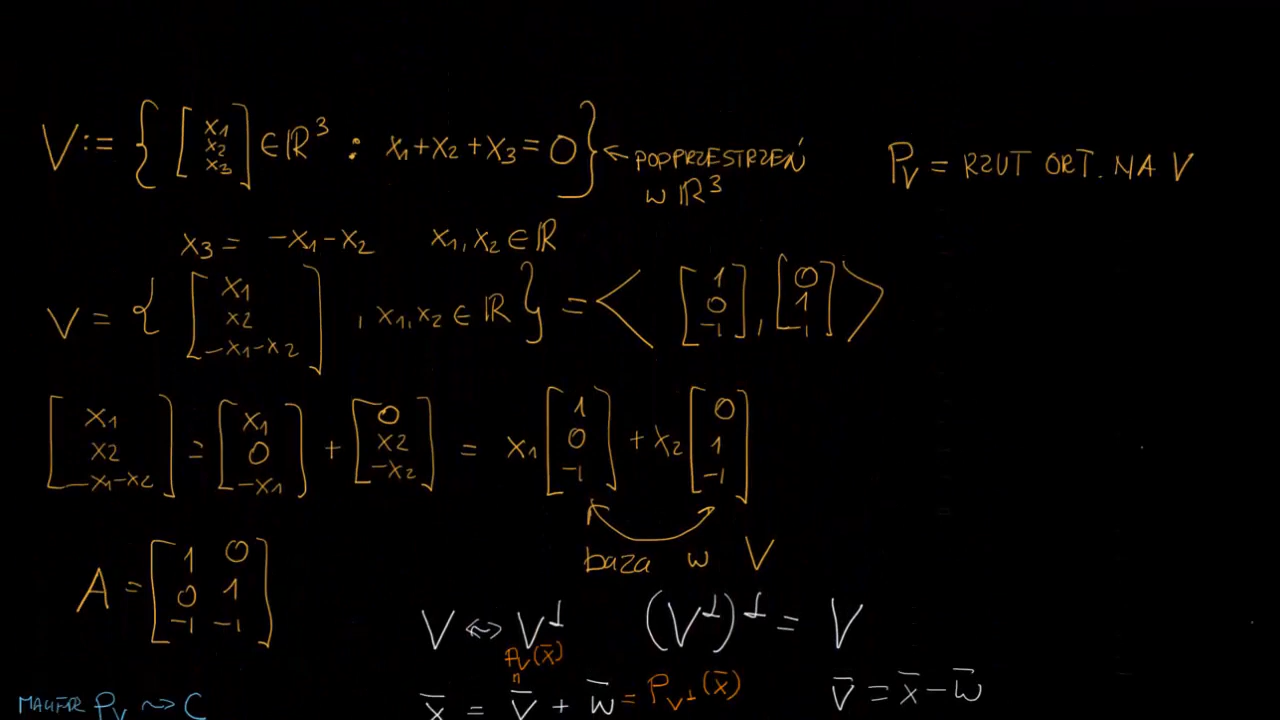 V := { [x₁ x₂ x₃] ∈ ℝ³ : x₁+x₂+x₃=0 } ← PODPRZESTRZEŃ W ℝ³
P_V = RZUT ORT. NA V
x₃ = -x₁-x₂ x₁,x₂∈ℝ
V = { [x₁ x₂ -x₁-x₂] , x₁,x₂∈ℝ } = < [1 0 -1], [0 1 -1] >
[x₁ x₂ -x₁-x₂] = [x₁ 0 -x₁] + [0 x₂ -x₂] = x₁ [1 0 -1] + x₂ [0 1 -1]
baza w V
A = [1 0 0 1 -1 -1]
V ↔ V^⊥ (V^⊥)^⊥ = V
P_V(x̄)
"
x̄ = v̄ + w̄ = P_{V^⊥}(x̄) v̄ = x̄ - w̄
P_V ~> C